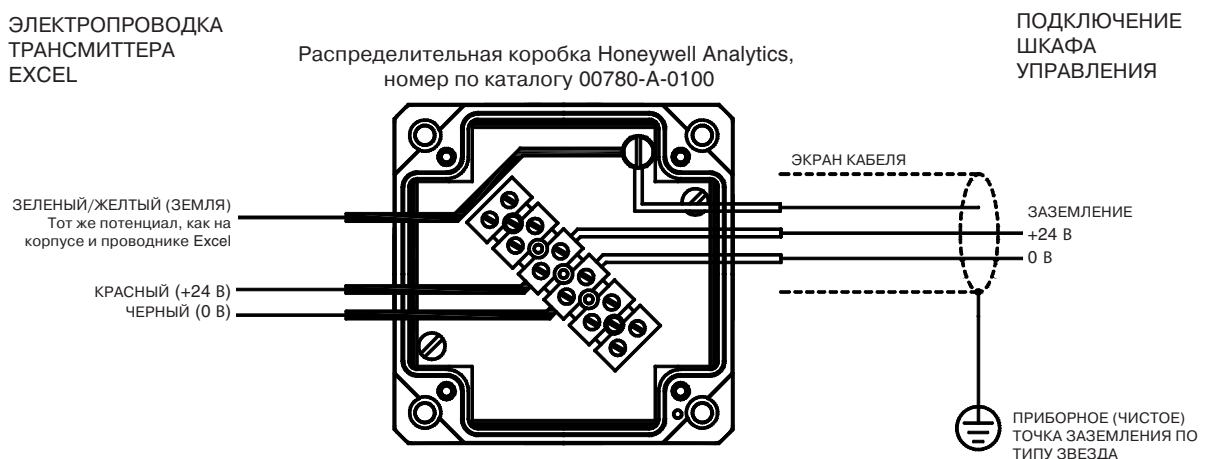 ЭЛЕКТРОПРОВОДКА
ТРАНСМИТТЕРА
EXCEL
Распределительная коробка Honeywell Analytics,
номер по каталогу 00780-A-0100
ПОДКЛЮЧЕНИЕ
ШКАФА
УПРАВЛЕНИЯ
ЗЕЛЕНЫЙ/ЖЕЛТЫЙ (ЗЕМЛЯ)
Тот же потенциал, как на
корпусе и проводнике Excel
КРАСНЫЙ (+24 В)
ЧЕРНЫЙ (0 В)
ЭКРАН КАБЕЛЯ
ЗАЗЕМЛЕНИЕ
+24 В
0 В
ПРИБОРНОЕ (ЧИСТОЕ)
ТОЧКА ЗАЗЕМЛЕНИЯ ПО
ТИПУ ЗВЕЗДА